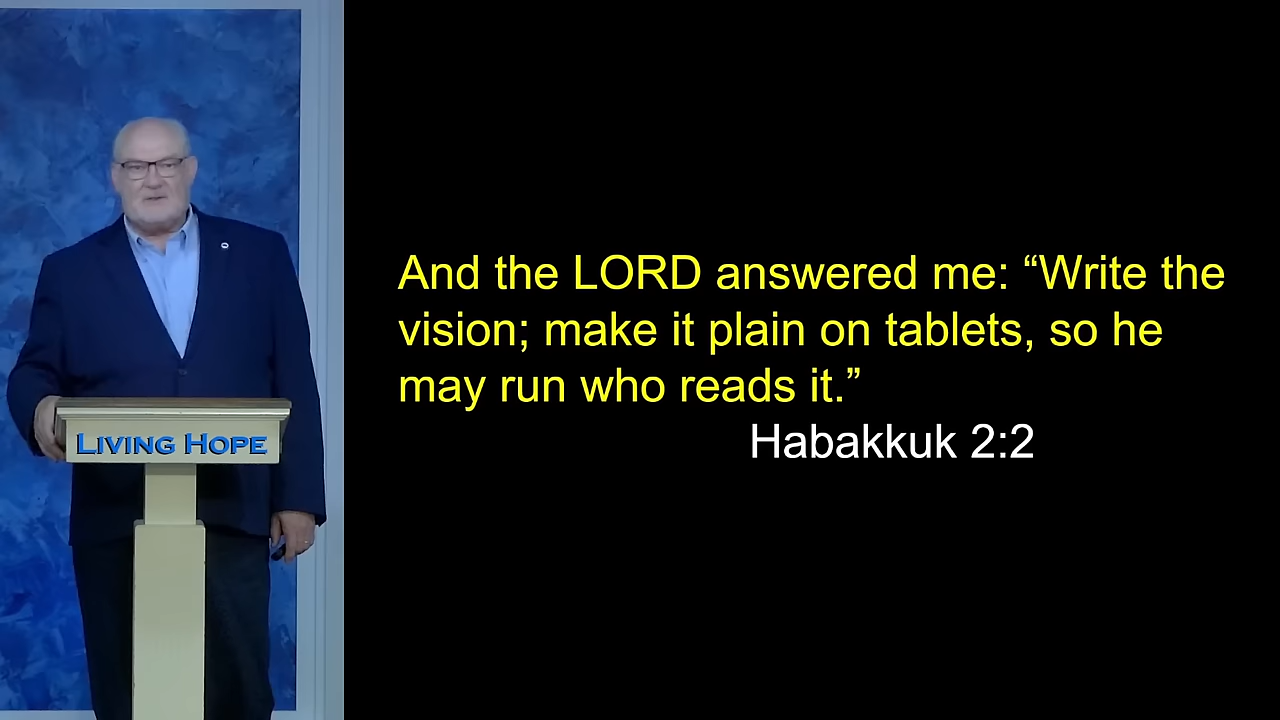 LIVING HOPE
And the LORD answered me: “Write the
vision; make it plain on tablets, so he
may run who reads it.”
Habakkuk 2:2